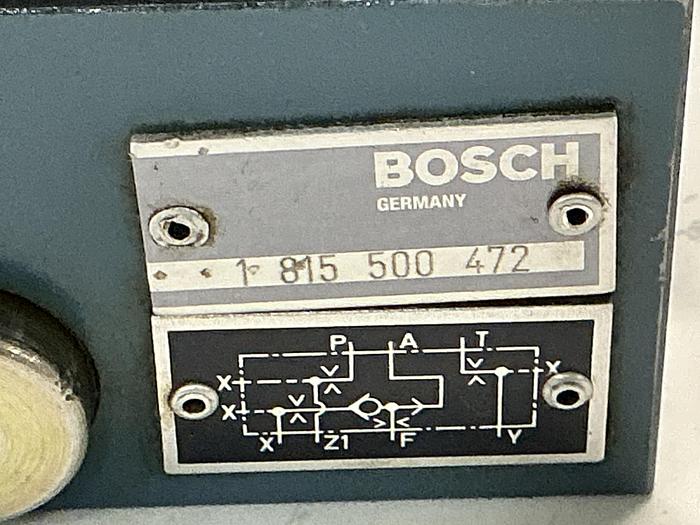 BOSCH
GERMANY
1 815 500 472
P A T
X X
X
X Z1 F Y